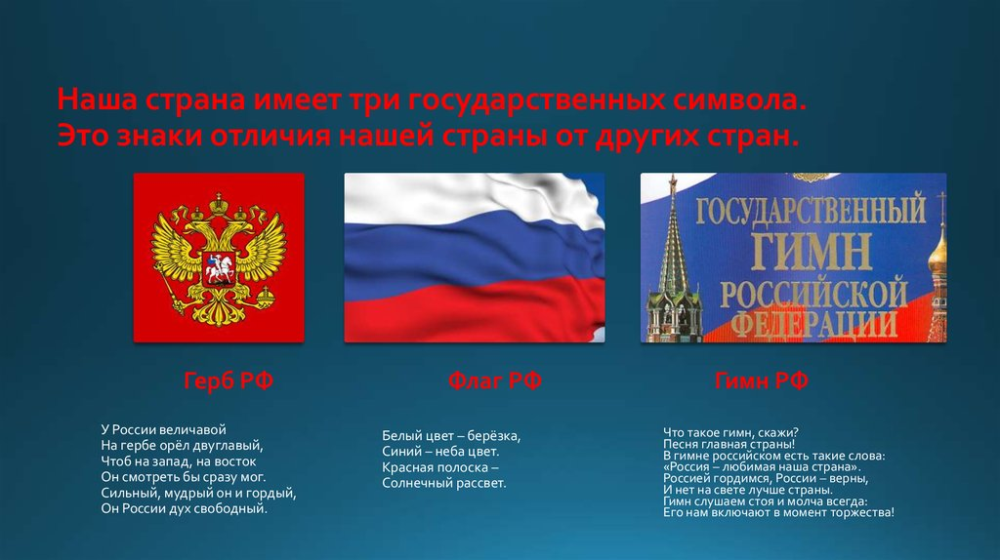 Наша страна имеет три государственных символа.
Это знаки отличия нашей страны от других стран.
ГОСУДАРСТВЕННЫЙ
ГИМН
РОССИЙСКОЙ
ФЕДЕРАЦИИ
Герб РФ
Флаг РФ
Гимн РФ
У России величавой
На гербе орёл двуглавый,
Чтоб на запад, на восток
Он смотреть бы сразу мог.
Сильный, мудрый он и гордый,
Он России дух свободный.
Белый цвет – берёзка,
Синий – неба цвет.
Красная полоска –
Солнечный рассвет.
Что такое гимн, скажи?
Песня главная страны!
В гимне российском есть такие слова:
«Россия – любимая наша страна».
Россией гордимся, России – верны,
И нет на свете лучше страны.
Гимн слушаем стоя и молча всегда:
Его нам включают в момент торжества!